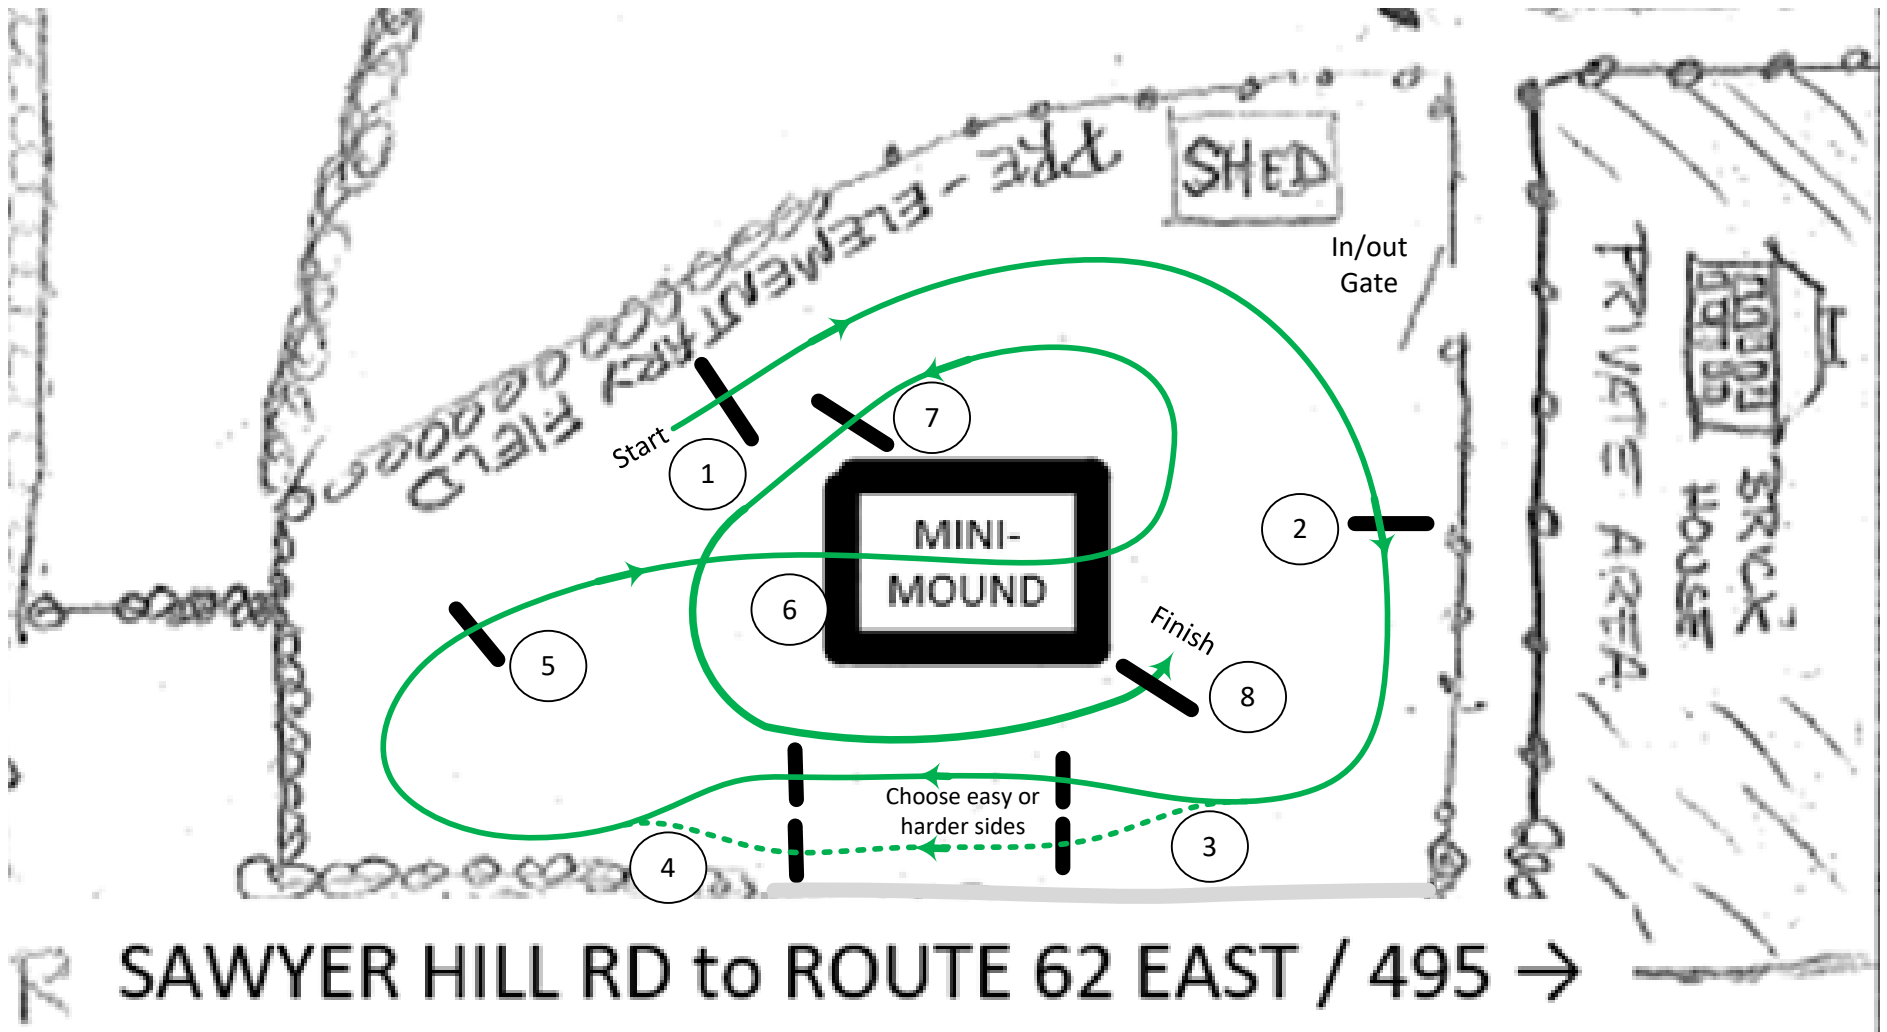 PRE-ELEMENTARY FIELD
SHED
In/out
Gate
PRIVATE AREA
BRICK
HOUSE
Start
1
7
2
MINI-
MOUND
6
5
Finish
8
Choose easy or
harder sides
3
4
R SAWYER HILL RD to ROUTE 62 EAST / 495 →